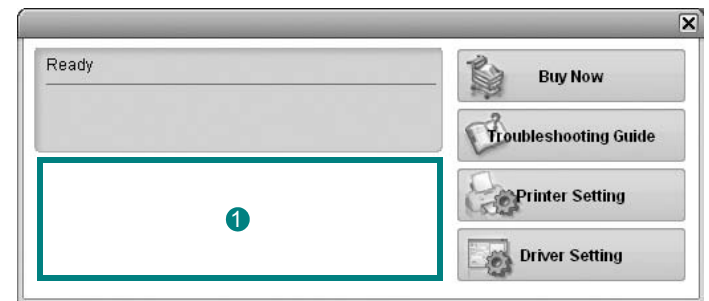 Ready
Buy Now
Troubleshooting Guide
1
Printer Setting
Driver Setting